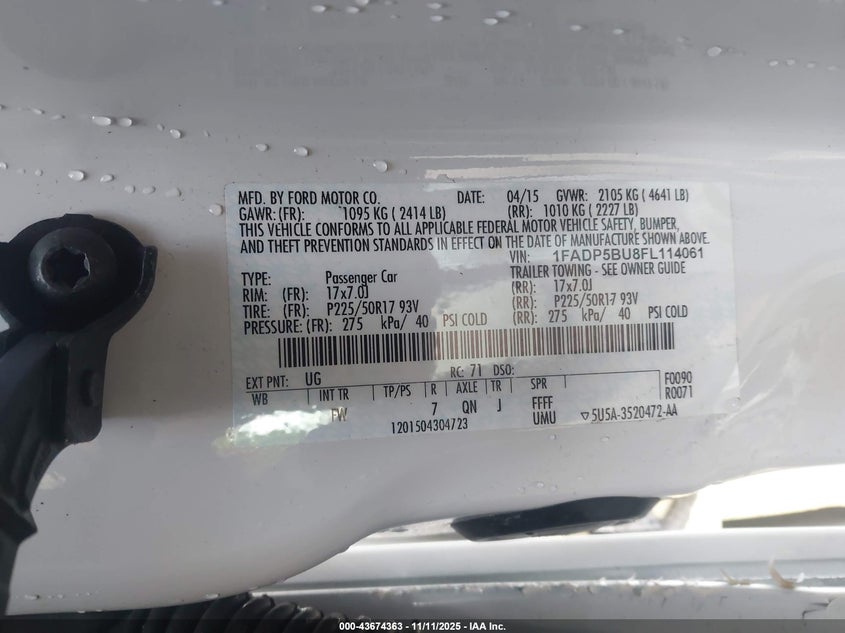 MFD. BY FORD MOTOR CO. DATE: 04/15 GVWR: 2105 KG ( 4641 LB)
GAWR: (FR): 1095 KG ( 2414 LB) (RR): 1010 KG ( 2227 LB)
THIS VEHICLE CONFORMS TO ALL APPLICABLE FEDERAL MOTOR VEHICLE SAFETY, BUMPER,
AND THEFT PREVENTION STANDARDS IN EFFECT ON THE DATE OF MANUFACTURE SHOWN ABOVE.
VIN: 1FADP5BU8FL114061
TYPE: Passenger Car TRAILER TOWING - SEE OWNER GUIDE
RIM: (FR): 17x7.0J (RR): 17x7.0J
TIRE: (FR): P225/50R17 93V (RR): P225/50R17 93V
PRESSURE: (FR): 275 kPa/ 40 PSI COLD (RR): 275 kPa/ 40 PSI COLD
EXT PNT: UG RC: 71 DSO: F0090
WB INT TR TP/PS R AXLE TR SPR R0071
FW 7 QN J FFFF
1201504304723 UMU 5U5A-3520472-AA
000-43674363 - 11/11/2025 - IAA Inc.